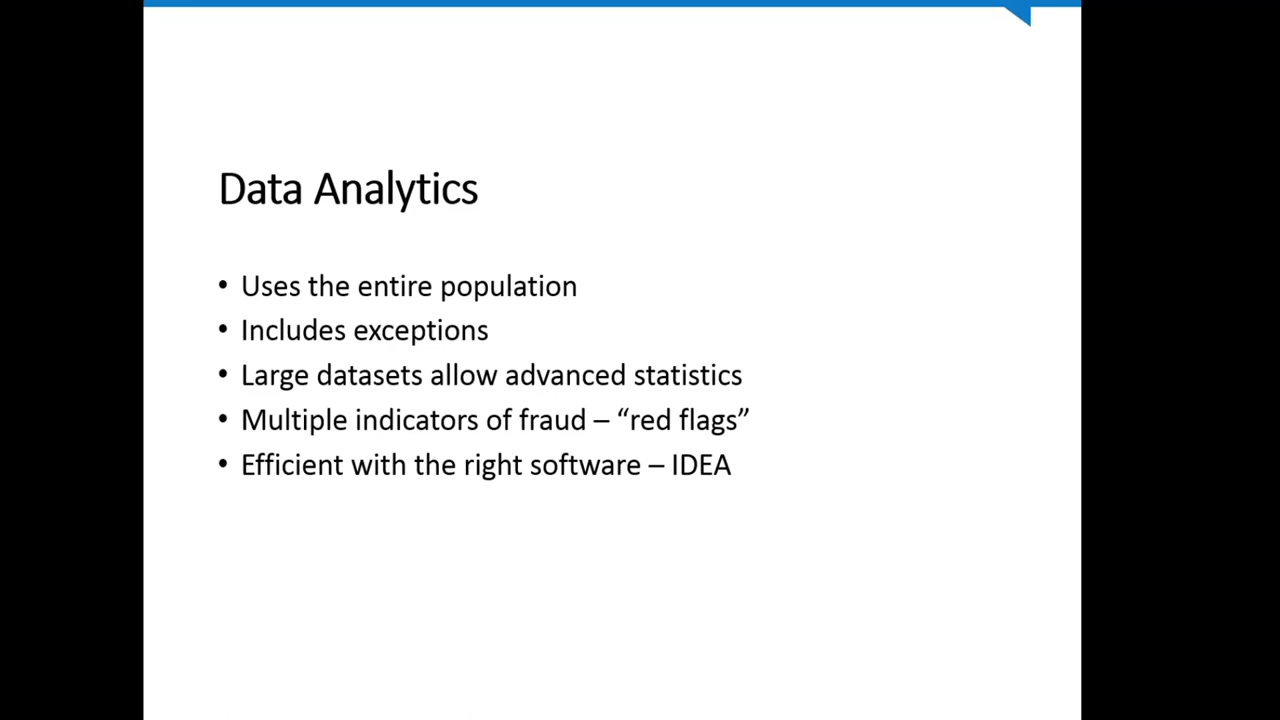 Data Analytics
• Uses the entire population
• Includes exceptions
• Large datasets allow advanced statistics
• Multiple indicators of fraud – “red flags”
• Efficient with the right software – IDEA